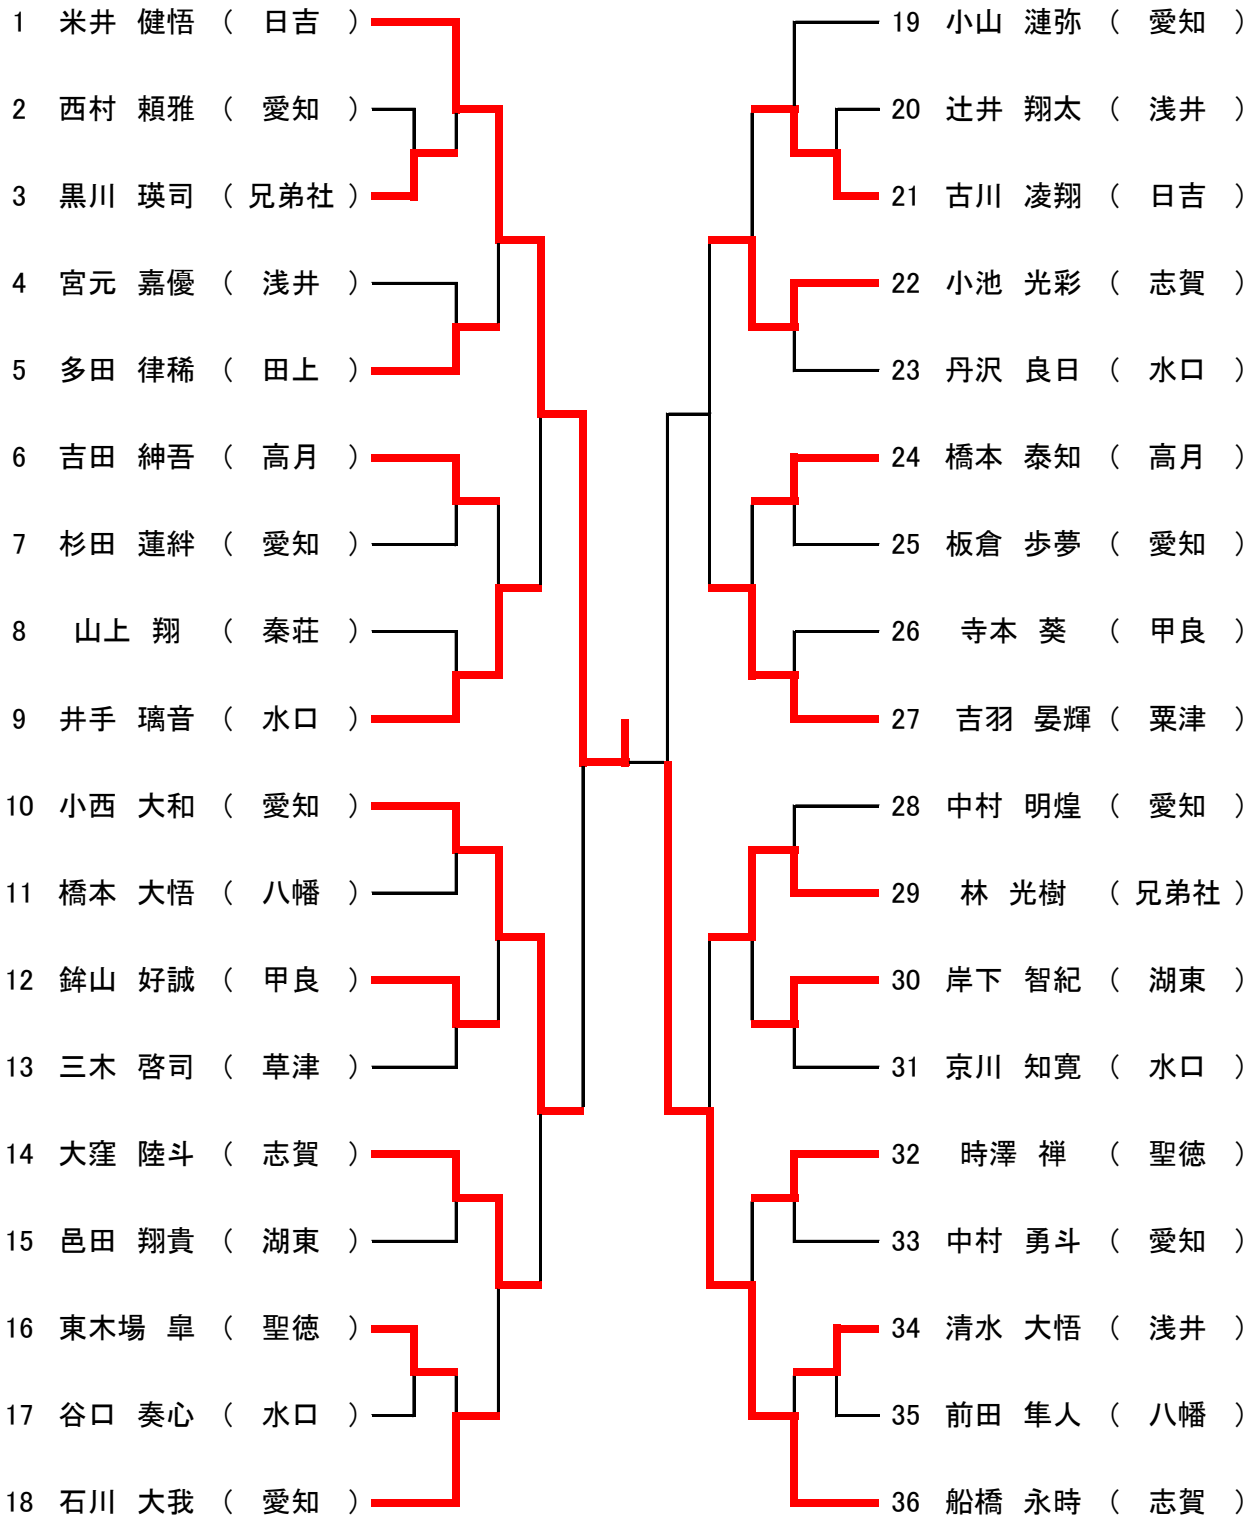 1 米井 健悟 ( 日吉 )
2 西村 頼雅 ( 愛知 )
3 黒川 瑛司 ( 兄弟社 )
4 宮元 嘉優 ( 浅井 )
5 多田 律稀 ( 田上 )
6 吉田 紳吾 ( 高月 )
7 杉田 蓮絆 ( 愛知 )
8 山上 翔 ( 秦荘 )
9 井手 璃音 ( 水口 )
10 小西 大和 ( 愛知 )
11 橋本 大悟 ( 八幡 )
12 鉾山 好誠 ( 甲良 )
13 三木 啓司 ( 草津 )
14 大窪 陸斗 ( 志賀 )
15 邑田 翔貴 ( 湖東 )
16 東木場 皐 ( 聖徳 )
17 谷口 奏心 ( 水口 )
18 石川 大我 ( 愛知 )
19 小山 漣弥 ( 愛知 )
20 辻井 翔太 ( 浅井 )
21 古川 凌翔 ( 日吉 )
22 小池 光彩 ( 志賀 )
23 丹沢 良日 ( 水口 )
24 橋本 泰知 ( 高月 )
25 板倉 歩夢 ( 愛知 )
26 寺本 葵 ( 甲良 )
27 吉羽 晏輝 ( 粟津 )
28 中村 明煌 ( 愛知 )
29 林 光樹 ( 兄弟社 )
30 岸下 智紀 ( 湖東 )
31 京川 知寛 ( 水口 )
32 時澤 禅 ( 聖徳 )
33 中村 勇斗 ( 愛知 )
34 清水 大悟 ( 浅井 )
35 前田 隼人 ( 八幡 )
36 船橋 永時 ( 志賀 )